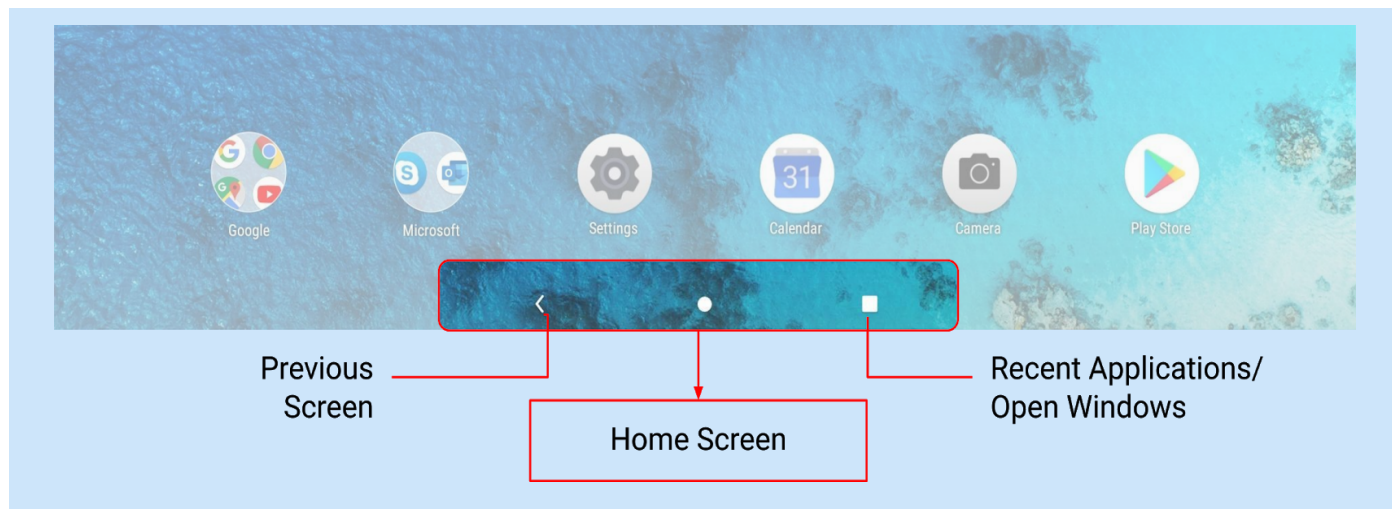 Google
Microsoft
Settings
31
Calendar
Camera
Play Store
Previous
Screen
Home Screen
Recent Applications/
Open Windows